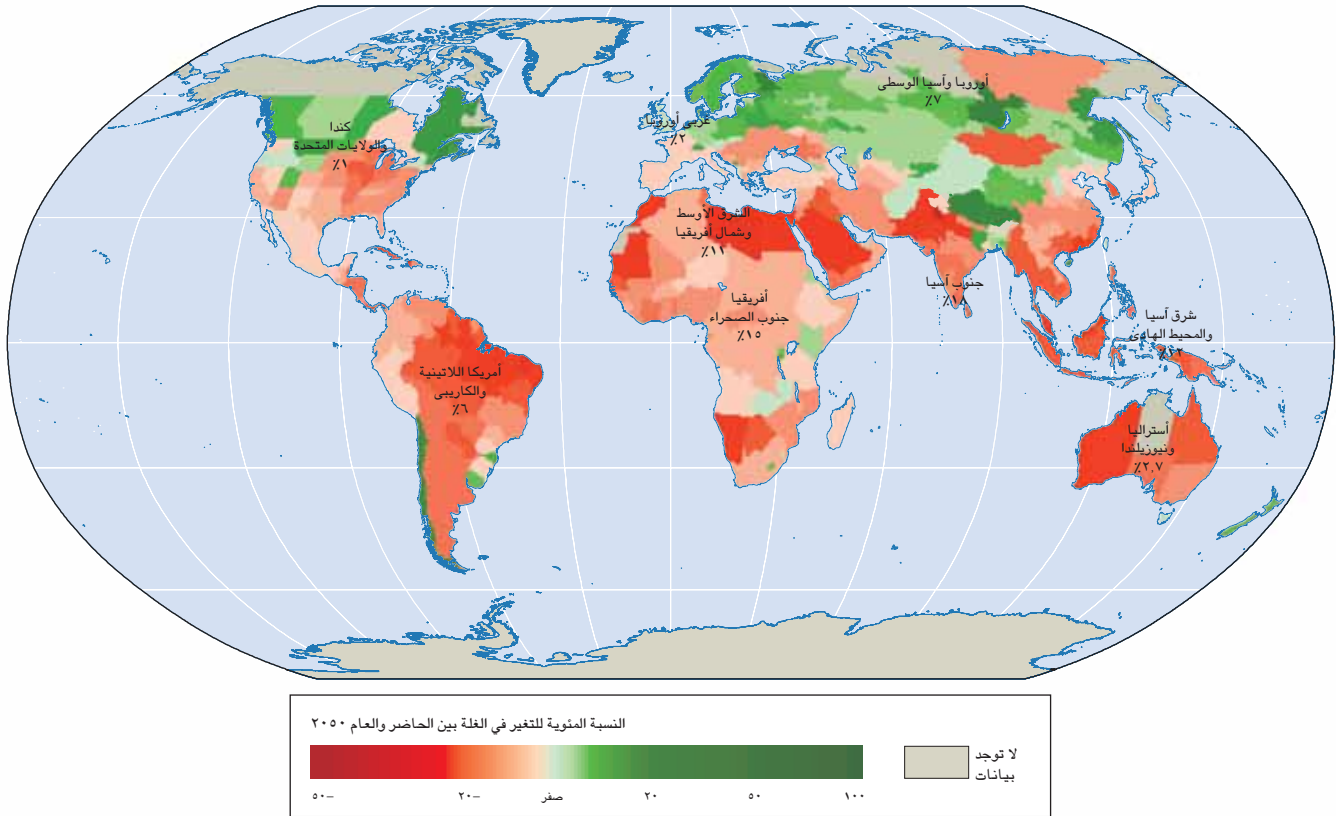 أوروبا وآسيا الوسطى
٪٧
كندا
والولايات المتحدة
٪١
غربي أوروبا
٪٢
الشرق الأوسط
وشمال أفريقيا
٪١٢
جنوب آسيا
٪١٨
أفريقيا
جنوب الصحراء
٪١٥
شرق آسيا
والمحيط الهادئ
أمريكا اللاتينية
والكاريبي
٪٦
أستراليا
ونيوزيلندا
٪٢,٧
النسبة المئوية للتغير في الغلة بين الحاضر والعام ٢٠٥٠
–٥٠ –٢٠ صفر ٢٠ ٥٠ ١٠٠
لا توجد
بيانات